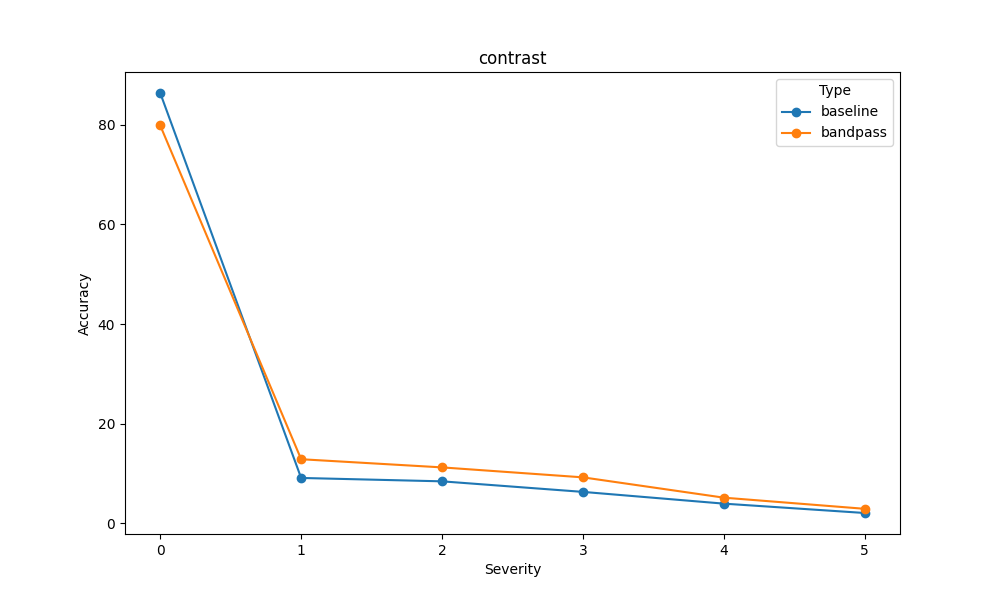 contrast
Type
baseline
bandpass
Accuracy
80
60
40
20
0
0 1 2 3 4 5
Severity